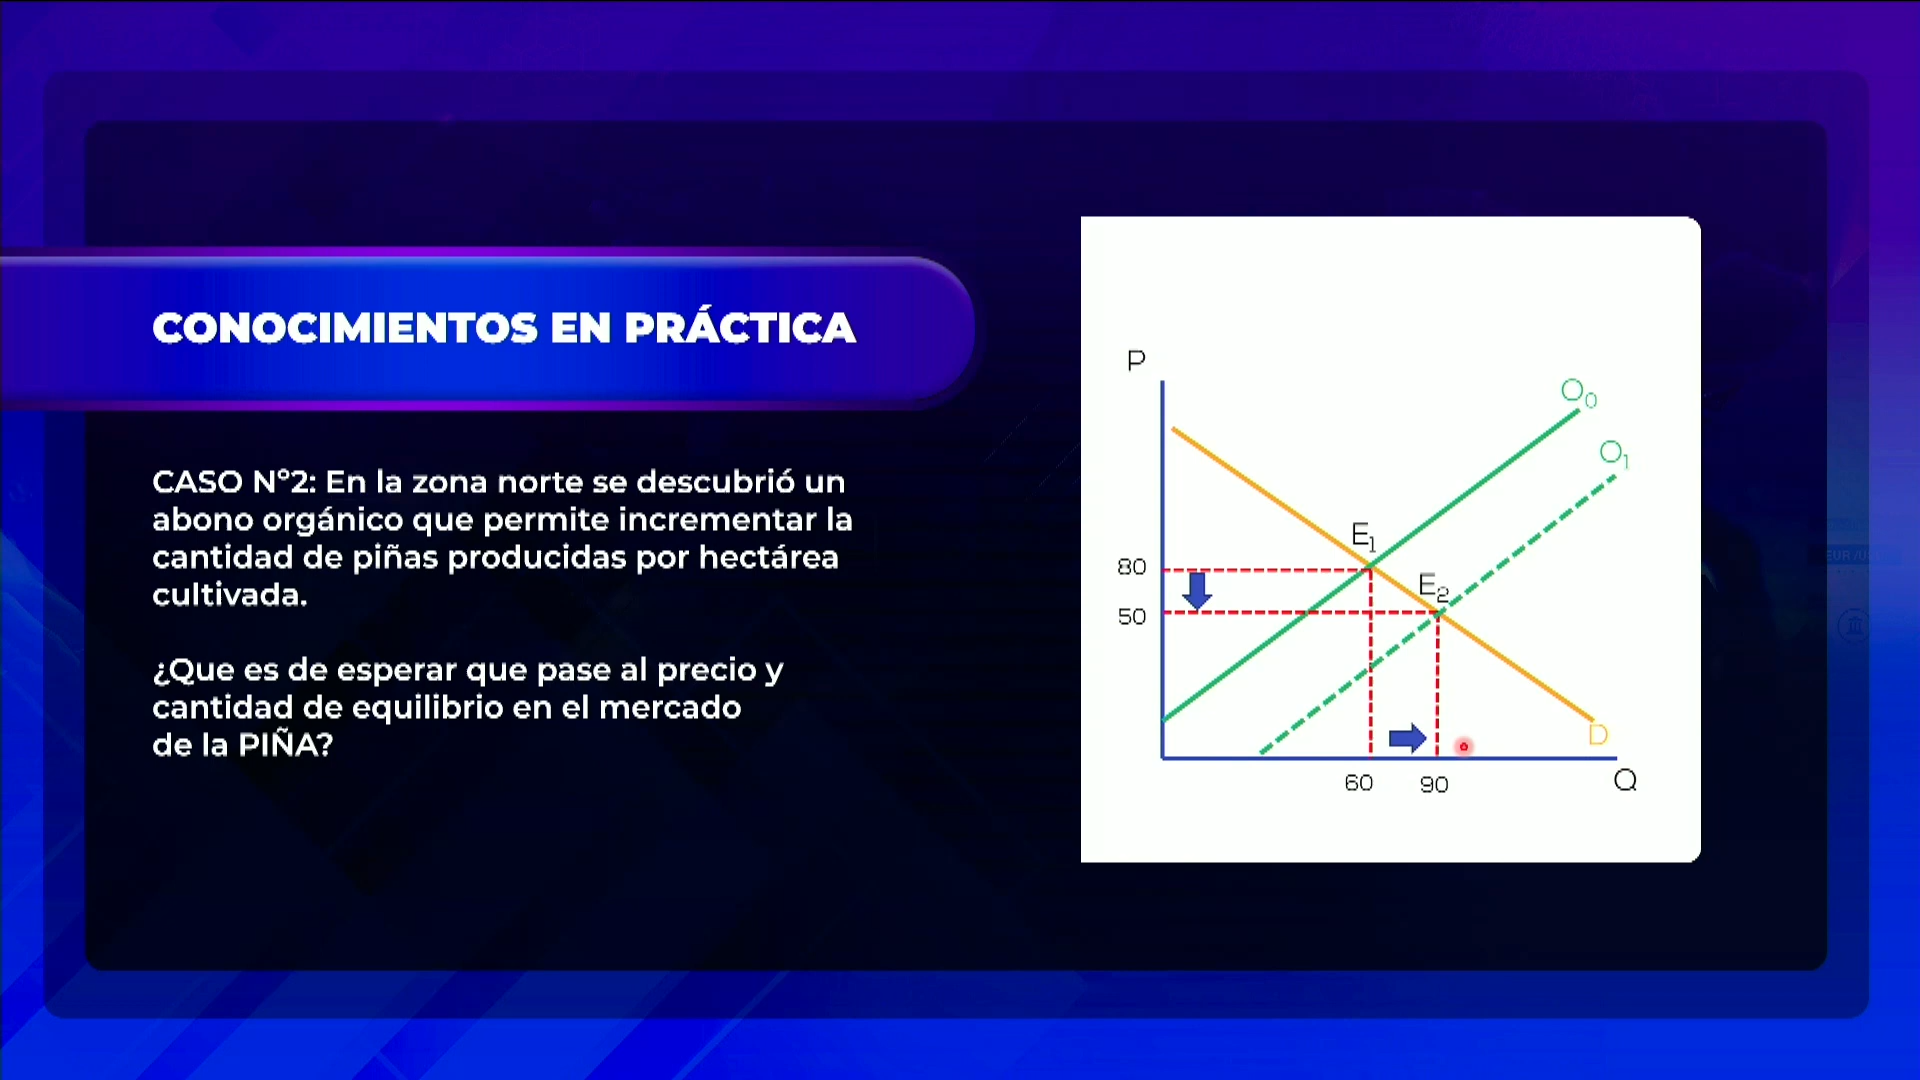 CONOCIMIENTOS EN PRÁCTICA
CASO Nº2: En la zona norte se descubrió un
abono orgánico que permite incrementar la
cantidad de piñas producidas por hectárea
cultivada.
¿Que es de esperar que pase al precio y
cantidad de equilibrio en el mercado
de la PIÑA?
P
O0
O1
E1
E2
80
50
D
60
90
Q